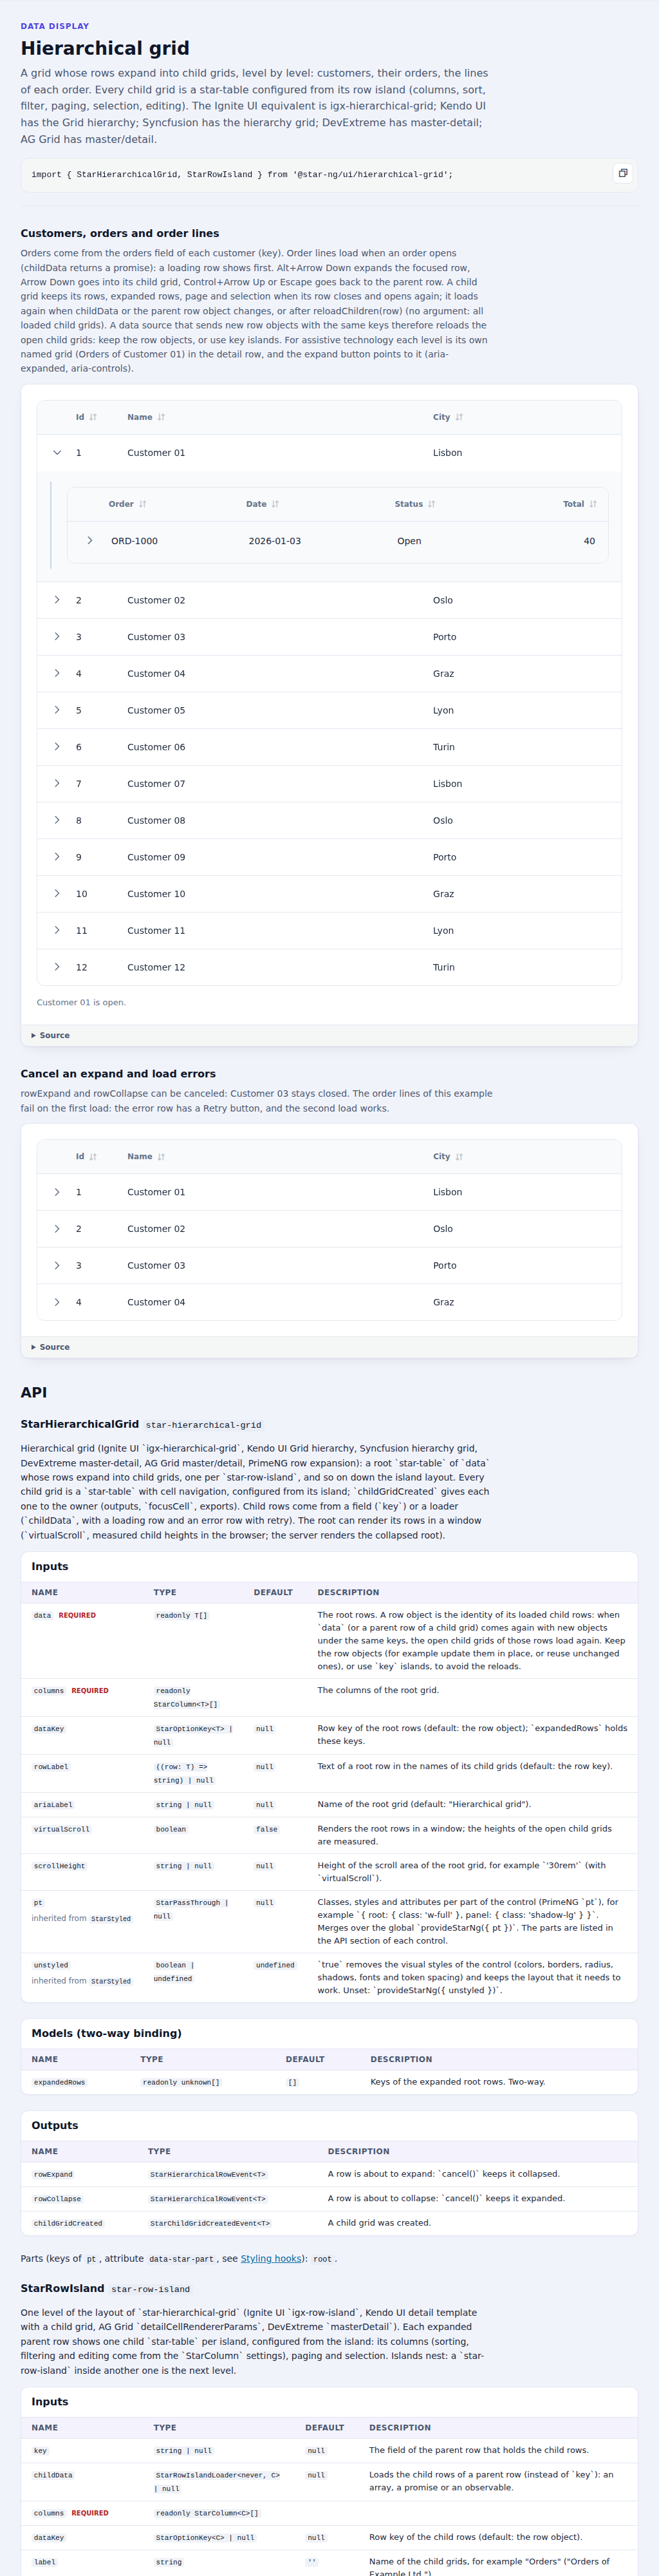 DATA DISPLAY
Hierarchical grid
A grid whose rows expand into child grids, level by level: customers, their orders, the lines
of each order. Every child grid is a star-table configured from its row island (columns, sort,
filter, paging, selection, editing). The Ignite UI equivalent is igx-hierarchical-grid; Kendo UI
has the Grid hierarchy; Syncfusion has the hierarchy grid; DevExtreme has master-detail;
AG Grid has master/detail.
import { StarHierarchicalGrid, StarRowIsland } from '@star-ng/ui/hierarchical-grid';
Customers, orders and order lines
Orders come from the orders field of each customer (key). Order lines load when an order opens
(childData returns a promise): a loading row shows first. Alt+Arrow Down expands the focused row,
Arrow Down goes into its child grid, Control+Arrow Up or Escape goes back to the parent row. A child
grid keeps its rows, expanded rows, page and selection when its row closes and opens again; it loads
again when childData or the parent row object changes, or after reloadChildren(row) (no argument: all
loaded child grids). A data source that sends new row objects with the same keys therefore reloads the
open child grids: keep the row objects, or use key islands. For assistive technology each level is its own
named grid (Orders of Customer 01) in the detail row, and the expand button points to it (aria-
expanded, aria-controls).
Id Name City
1 Customer 01 Lisbon
Order Date Status Total
ORD-1000 2026-01-03 Open 40
2 Customer 02 Oslo
3 Customer 03 Porto
4 Customer 04 Graz
5 Customer 05 Lyon
6 Customer 06 Turin
7 Customer 07 Lisbon
8 Customer 08 Oslo
9 Customer 09 Porto
10 Customer 10 Graz
11 Customer 11 Lyon
12 Customer 12 Turin
Customer 01 is open.
Source
Cancel an expand and load errors
rowExpand and rowCollapse can be canceled: Customer 03 stays closed. The order lines of this example
fail on the first load: the error row has a Retry button, and the second load works.
Id Name City
1 Customer 01 Lisbon
2 Customer 02 Oslo
3 Customer 03 Porto
4 Customer 04 Graz
Source
API
StarHierarchicalGrid star-hierarchical-grid
Hierarchical grid (Ignite UI `igx-hierarchical-grid`, Kendo UI Grid hierarchy, Syncfusion hierarchy grid,
DevExtreme master-detail, AG Grid master/detail, PrimeNG row expansion): a root `star-table` of `data`
whose rows expand into child grids, one per `star-row-island`, and so on down the island layout. Every
child grid is a `star-table` with cell navigation, configured from its island; `childGridCreated` gives each
one to the owner (outputs, `focusCell`, exports). Child rows come from a field (`key`) or a loader
(`childData`, with a loading row and an error row with retry). The root can render its rows in a window
(`virtualScroll`, measured child heights in the browser; the server renders the collapsed root).
Inputs
NAME TYPE DEFAULT DESCRIPTION
data REQUIRED readonly T[] The root rows. A row object is the identity of its loaded child rows: when
`data` (or a parent row of a child grid) comes again with new objects
under the same keys, the open child grids of those rows load again. Keep
the row objects (for example update them in place, or reuse unchanged
ones), or use `key` islands, to avoid the reloads.
columns REQUIRED readonly The columns of the root grid.
StarColumn<T>[]
dataKey StarOptionKey<T> | null Row key of the root rows (default: the row object); `expandedRows` holds
null these keys.
rowLabel ((row: T) => null Text of a root row in the names of its child grids (default: the row key).
string) | null
ariaLabel string | null null Name of the root grid (default: "Hierarchical grid").
virtualScroll boolean false Renders the root rows in a window; the heights of the open child grids
are measured.
scrollHeight string | null null Height of the scroll area of the root grid, for example `'30rem'` (with
`virtualScroll`).
pt StarPassThrough | null Classes, styles and attributes per part of the control (PrimeNG `pt`), for
inherited from StarStyled null example `{ root: { class: 'w-full' }, panel: { class: 'shadow-lg' } }`.
Merges over the global `provideStarNg({ pt })`. The parts are listed in
the API section of each control.
unstyled boolean | undefined `true` removes the visual styles of the control (colors, borders, radius,
inherited from StarStyled undefined shadows, fonts and token spacing) and keeps the layout that it needs to
work. Unset: `provideStarNg({ unstyled })`.
Models (two-way binding)
NAME TYPE DEFAULT DESCRIPTION
expandedRows readonly unknown[] [] Keys of the expanded root rows. Two-way.
Outputs
NAME TYPE DESCRIPTION
rowExpand StarHierarchicalRowEvent<T> A row is about to expand: `cancel()` keeps it collapsed.
rowCollapse StarHierarchicalRowEvent<T> A row is about to collapse: `cancel()` keeps it expanded.
childGridCreated StarChildGridCreatedEvent<T> A child grid was created.
Parts (keys of pt, attribute data-star-part, see Styling hooks): root.
StarRowIsland star-row-island
One level of the layout of `star-hierarchical-grid` (Ignite UI `igx-row-island`, Kendo UI detail template
with a child grid, AG Grid `detailCellRendererParams`, DevExtreme `masterDetail`). Each expanded
parent row shows one child `star-table` per island, configured from the island: its columns (sorting,
filtering and editing come from the `StarColumn` settings), paging and selection. Islands nest: a `star-
row-island` inside another one is the next level.
Inputs
NAME TYPE DEFAULT DESCRIPTION
key string | null null The field of the parent row that holds the child rows.
childData StarRowIslandLoader<never, C> null Loads the child rows of a parent row (instead of `key`): an
| null array, a promise or an observable.
columns REQUIRED readonly StarColumn<C>[]
dataKey StarOptionKey<C> | null null Row key of the child rows (default: the row object).
label string '' Name of the child grids, for example "Orders" ("Orders of
Example Ltd.").